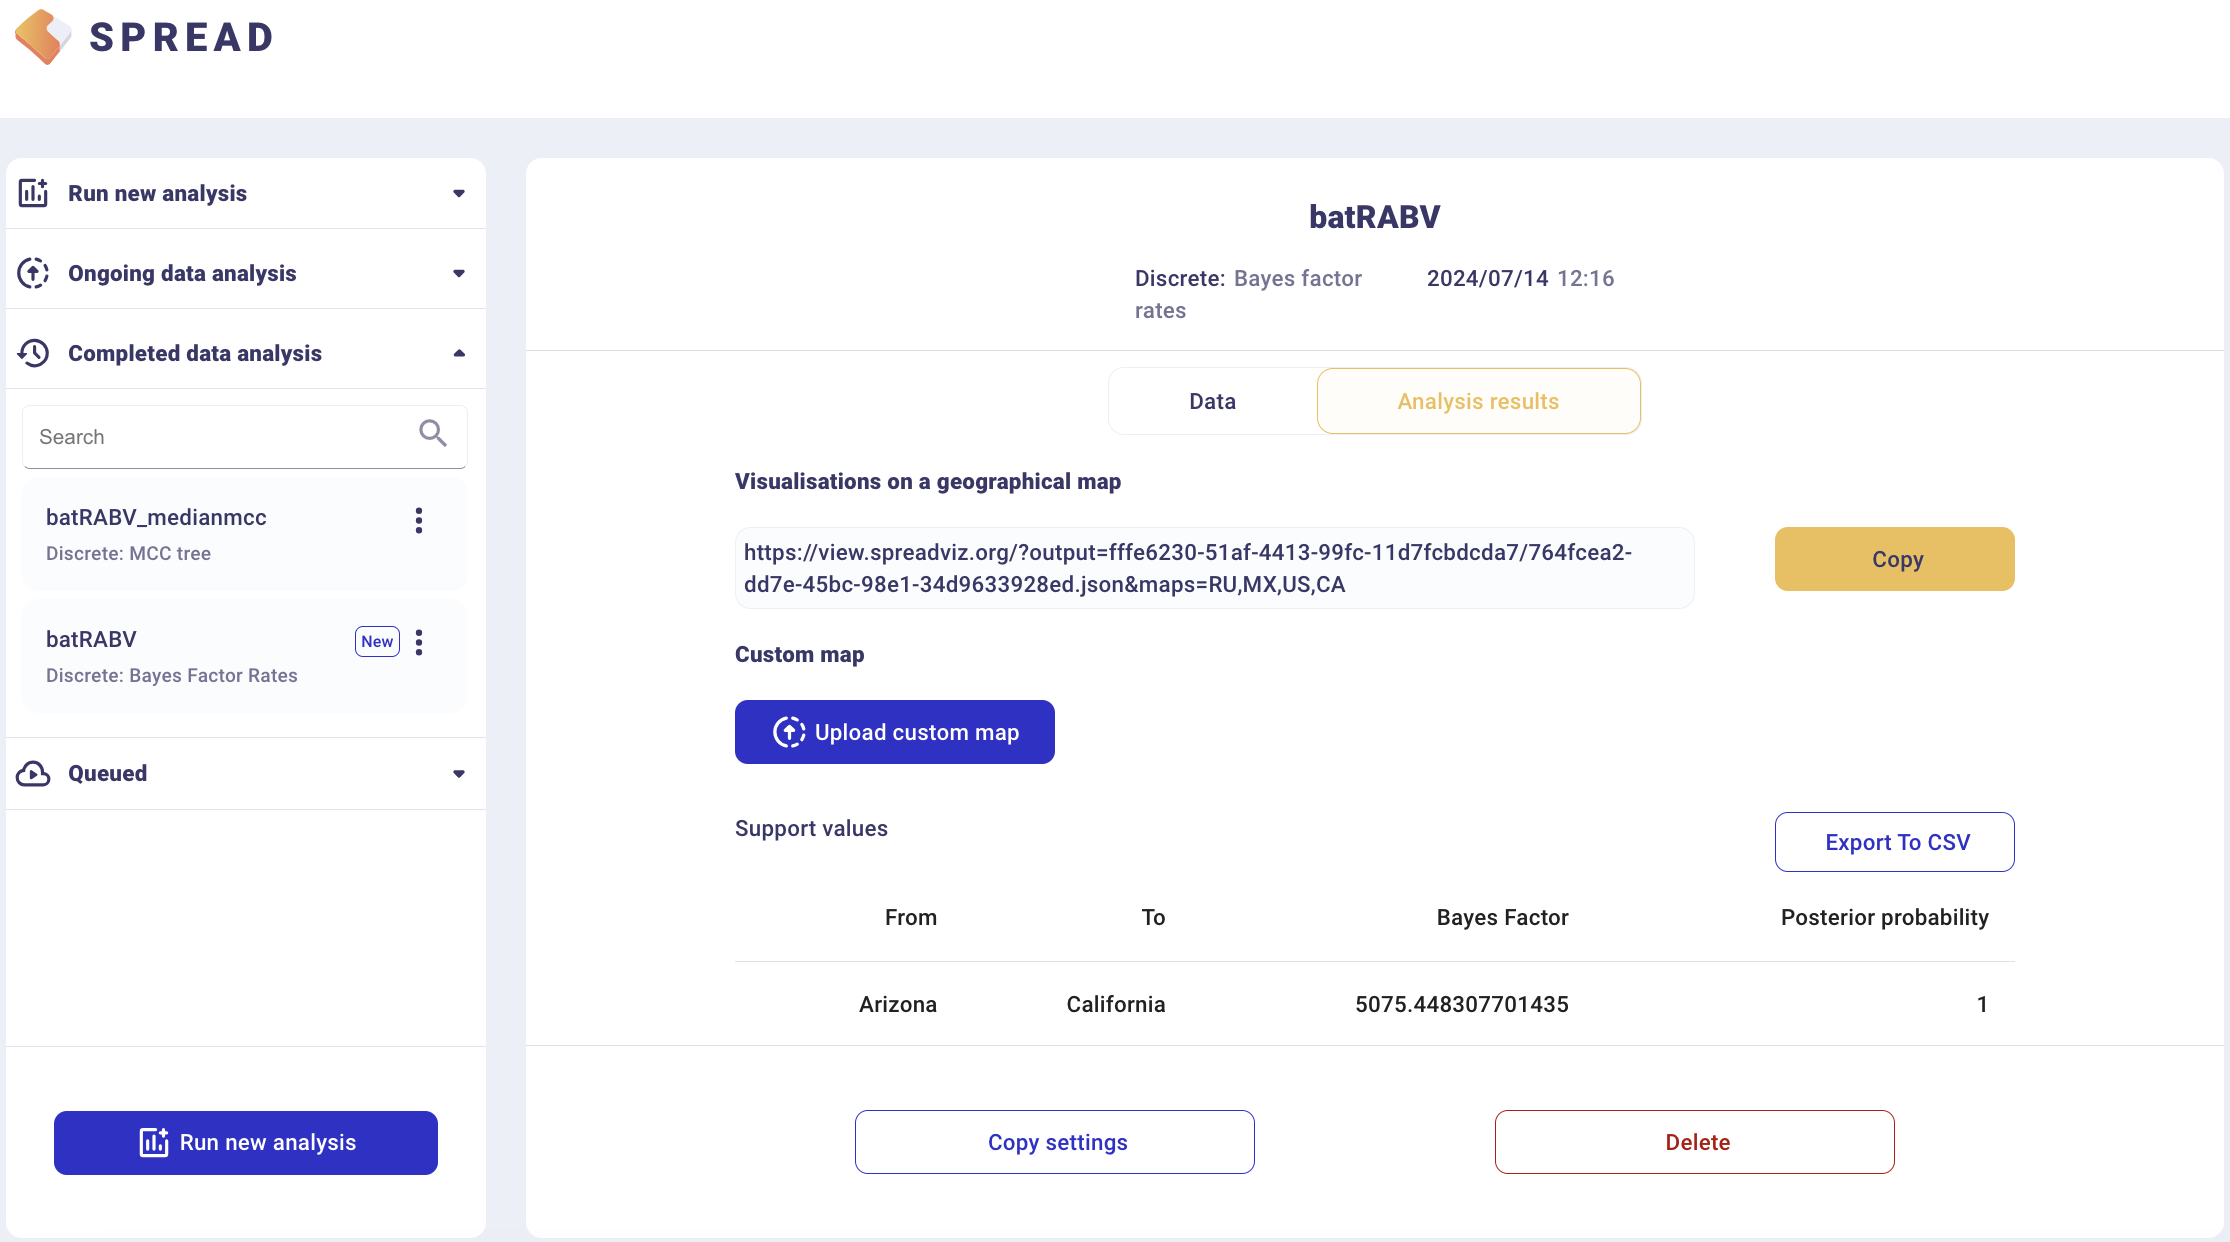 SPREAD
Run new analysis
Ongoing data analysis
Completed data analysis
Search
batRABV_medianmcc
Discrete: MCC tree
batRABV
New
Discrete: Bayes Factor Rates
Queued
Run new analysis
batRABV
Discrete: Bayes factor
rates
2024/07/14 12:16
Data
Analysis results
Visualisations on a geographical map
https://view.spreadviz.org/?output=fffe6230-51af-4413-99fc-11d7fcbdcda7/764fcea2-
dd7e-45bc-98e1-34d9633928ed.json&maps=RU,MX,US,CA
Copy
Custom map
Upload custom map
Support values
Export To CSV
From To Bayes Factor Posterior probability
Arizona California 5075.448307701435 1
Copy settings
Delete